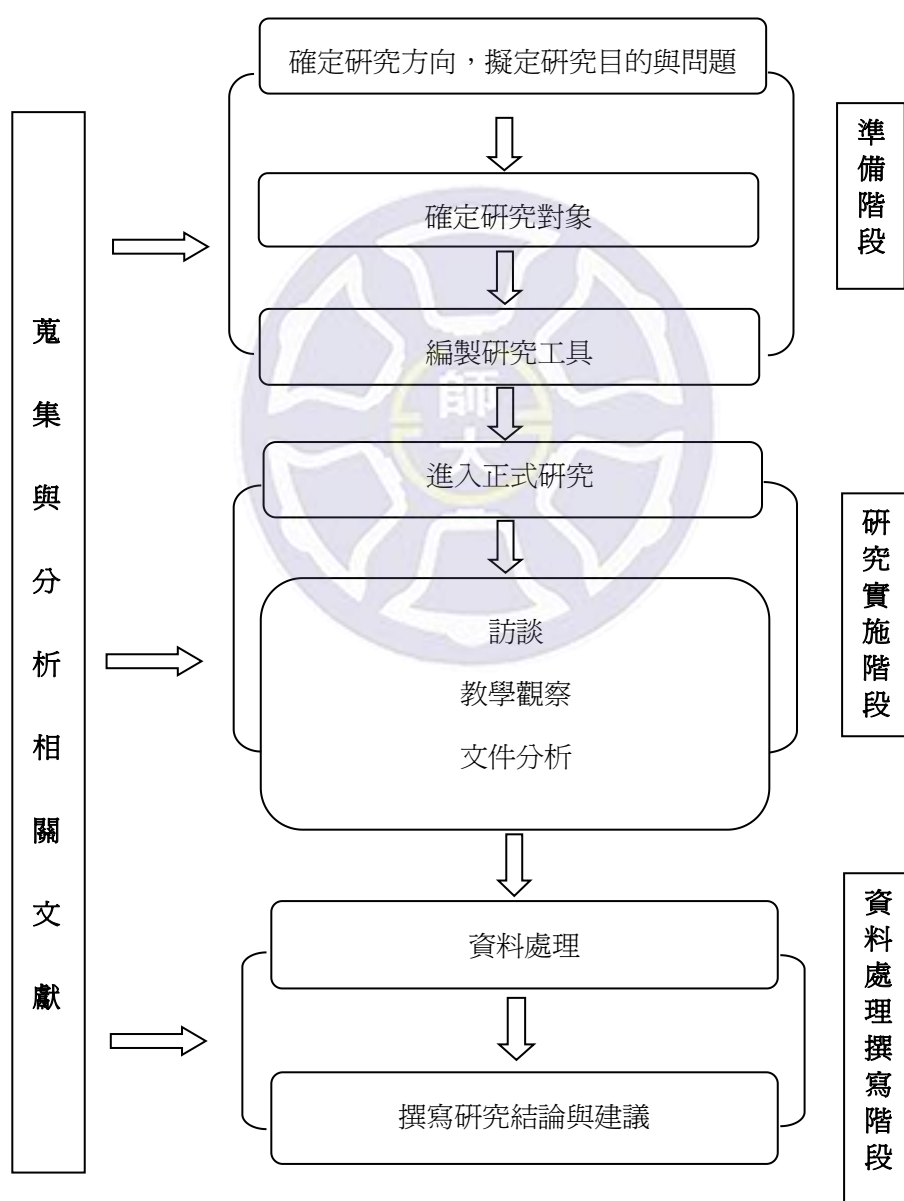 確定研究方向，擬定研究目的與問題
確定研究對象
編製研究工具
進入正式研究
訪談
教學觀察
文件分析
資料處理
撰寫研究結論與建議
蒐集與分析相關文獻
準備階段
研究實施階段
資料處理撰寫階段
師大